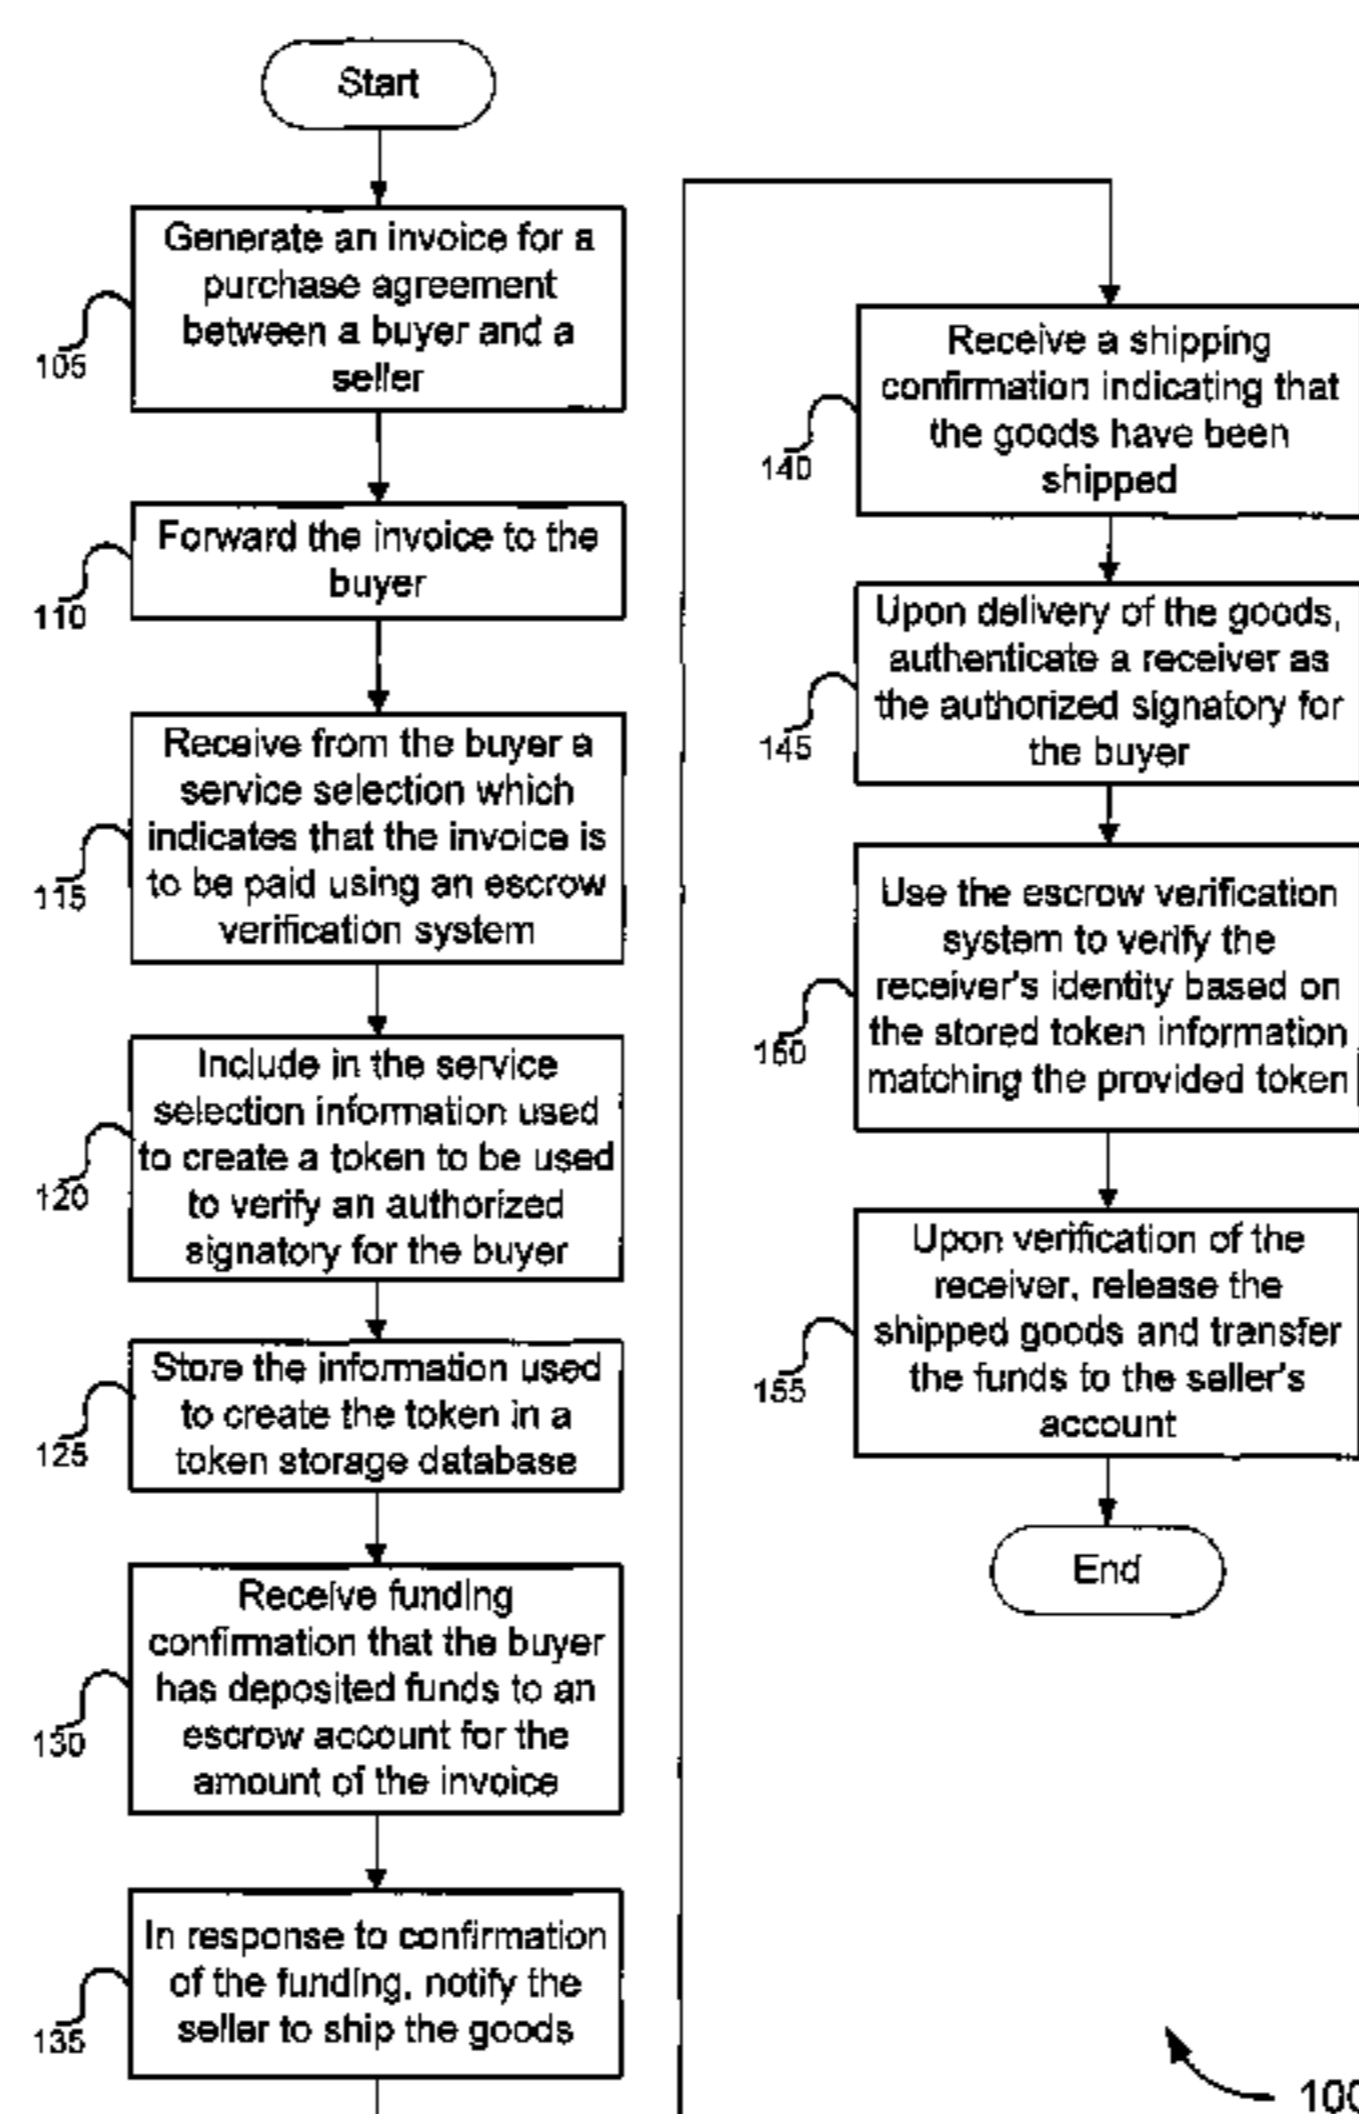 Start
Generate an invoice for a
purchase agreement
between a buyer and a
seller
105
Forward the invoice to the
buyer
110
Receive from the buyer a
service selection which
indicates that the invoice is
to be paid using an escrow
verification system
115
Include in the service
selection information used
to create a token to be used
to verify an authorized
signatory for the buyer
120
Store the information used
to create the token in a
token storage database
125
Receive funding
confirmation that the buyer
has deposited funds to an
escrow account for the
amount of the invoice
130
In response to confirmation
of the funding, notify the
seller to ship the goods
135
Receive a shipping
confirmation indicating that
the goods have been
shipped
140
Upon delivery of the goods,
authenticate a receiver as
the authorized signatory for
the buyer
145
Use the escrow verification
system to verify the
receiver's identity based on
the stored token information
matching the provided token
150
Upon verification of the
receiver, release the
shipped goods and transfer
the funds to the seller's
account
155
End
100